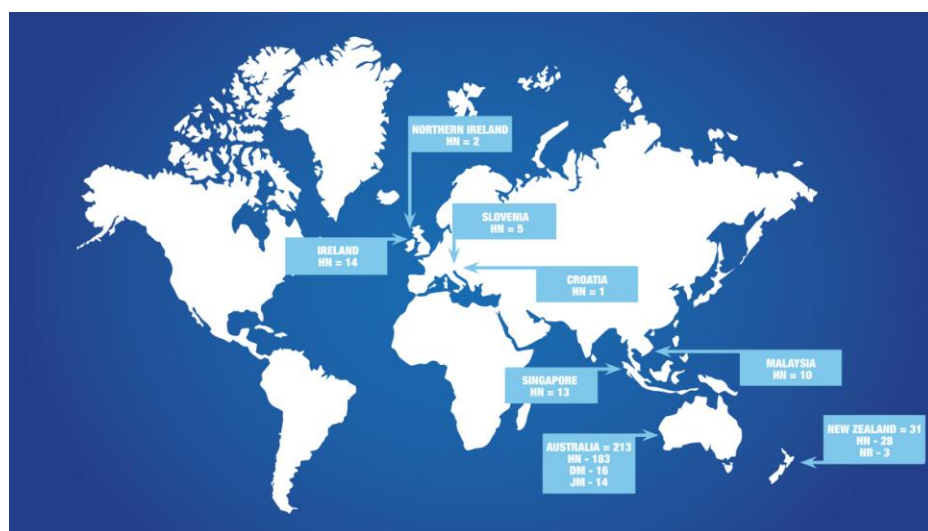 NORTHERN IRELAND
HN = 2
SLOVENIA
HN = 5
IRELAND
HN = 14
CROATIA
HN = 1
MALAYSIA
HN = 10
SINGAPORE
HN = 13
NEW ZEALAND = 31
HN - 28
NR - 3
AUSTRALIA = 213
HN - 183
DM - 16
JM - 14